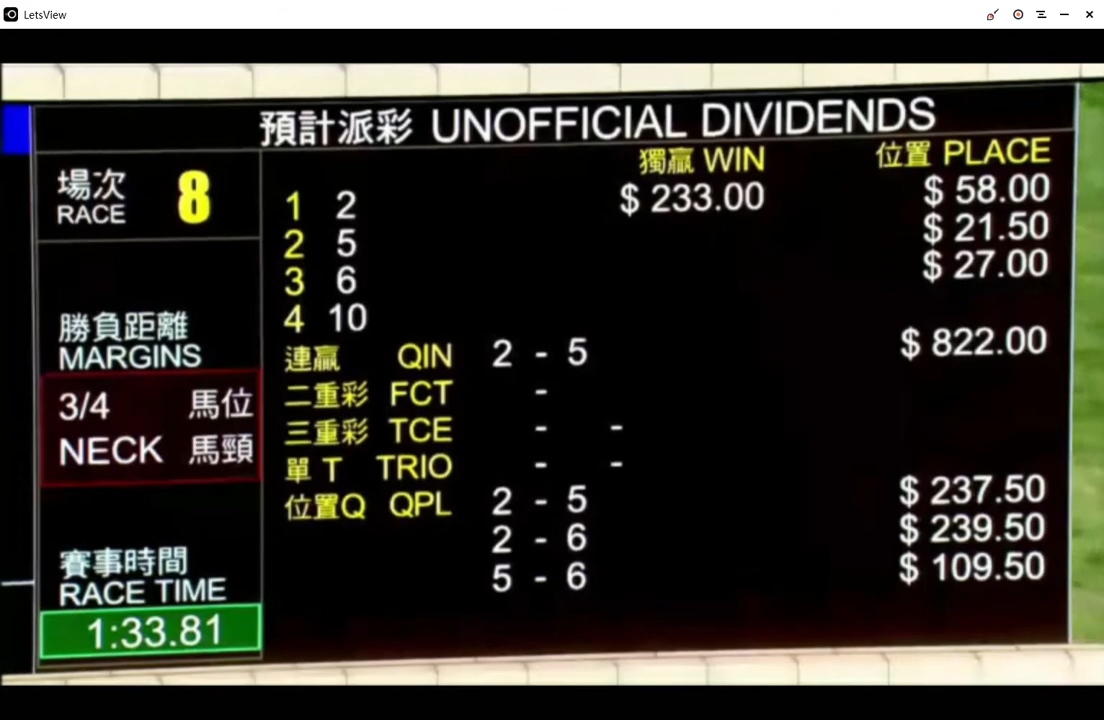 LetsView
預計派彩 UNOFFICIAL DIVIDENDS
獨贏 WIN 位置 PLACE
場次
RACE 8
1 2 $ 233.00 $ 58.00
2 5 $ 21.50
3 6 $ 27.00
4 10
勝負距離
MARGINS
3/4 馬位
NECK 馬頸
連贏 QIN 2 - 5 $ 822.00
二重彩 FCT -
三重彩 TCE - -
單 T TRIO - -
位置Q QPL 2 - 5 $ 237.50
2 - 6 $ 239.50
5 - 6 $ 109.50
賽事時間
RACE TIME
1:33.81